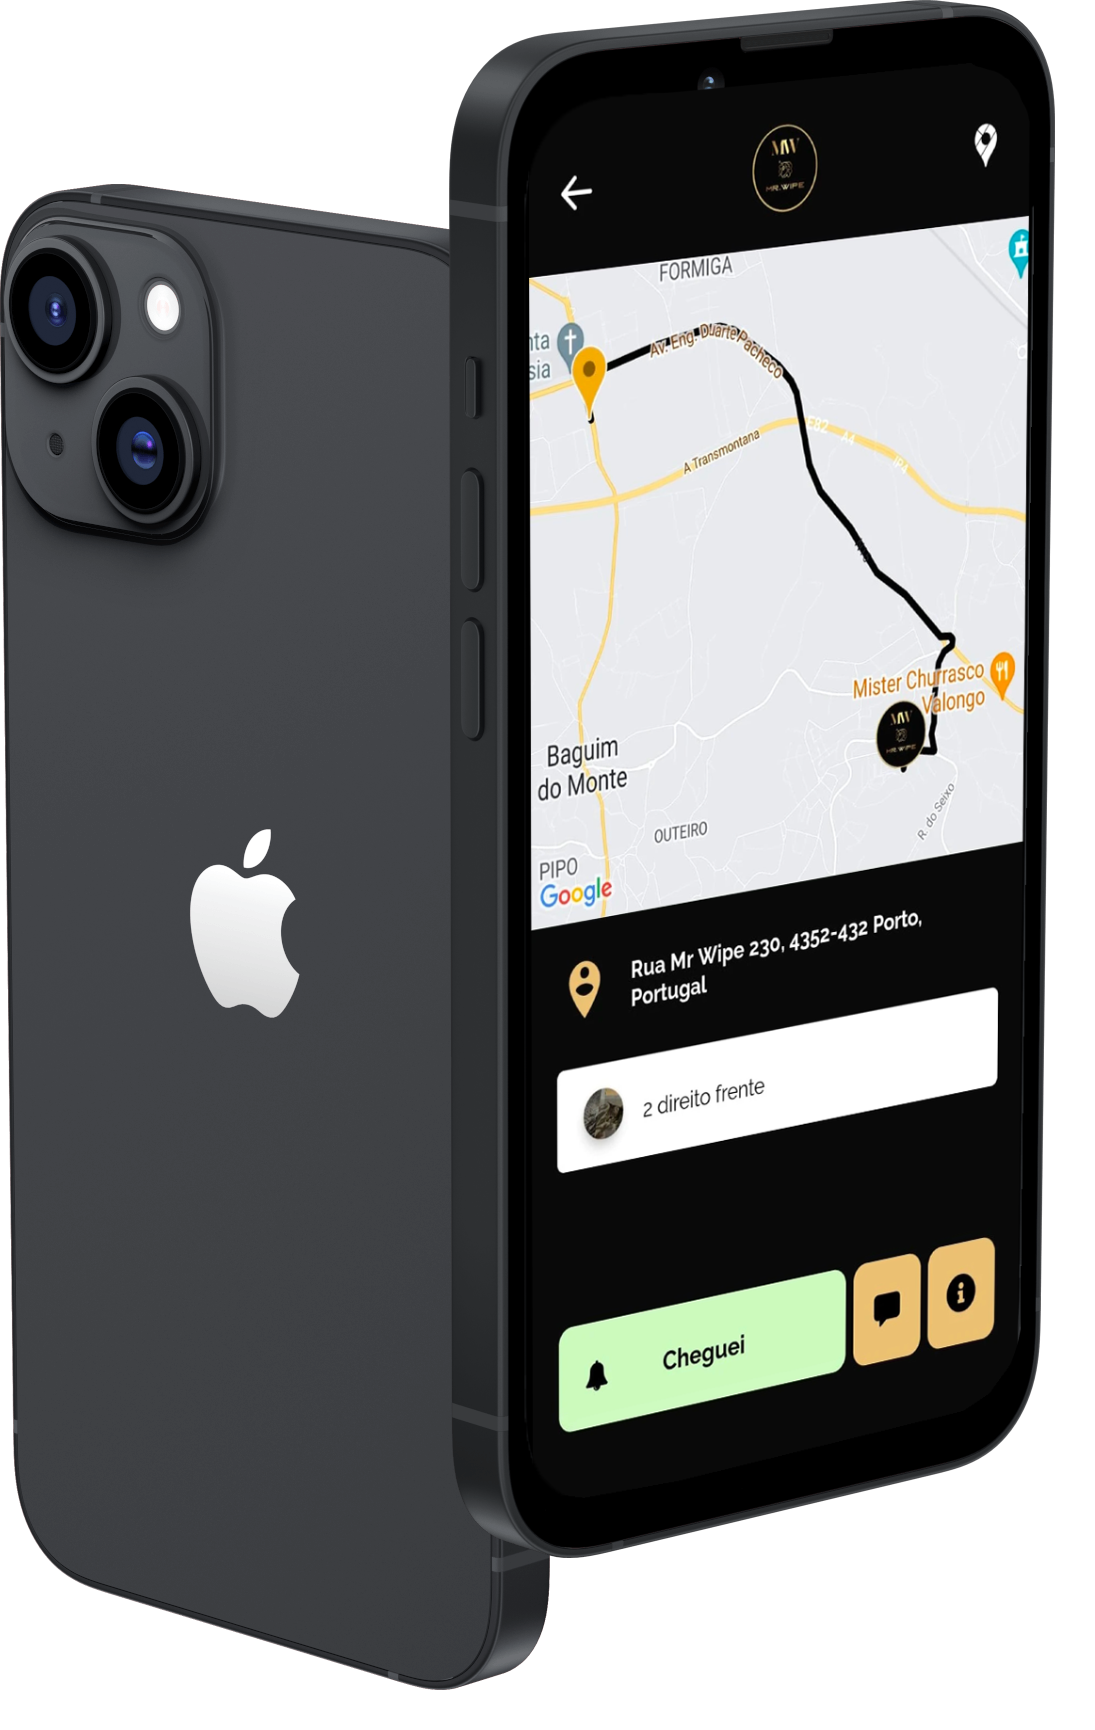 MW
MR.WIPE
FORMIGA
nta
sia
Av. Eng. Duarte Pacheco
E82
A4
IP4
A Transmontana
Mister Churrasco
Valongo
MW
MR.WIPE
Baguim
do Monte
R. do Seixo
OUTEIRO
PIPO
Google
Rua Mr Wipe 230, 4352-432 Porto,
Portugal
2 direito frente
Cheguei